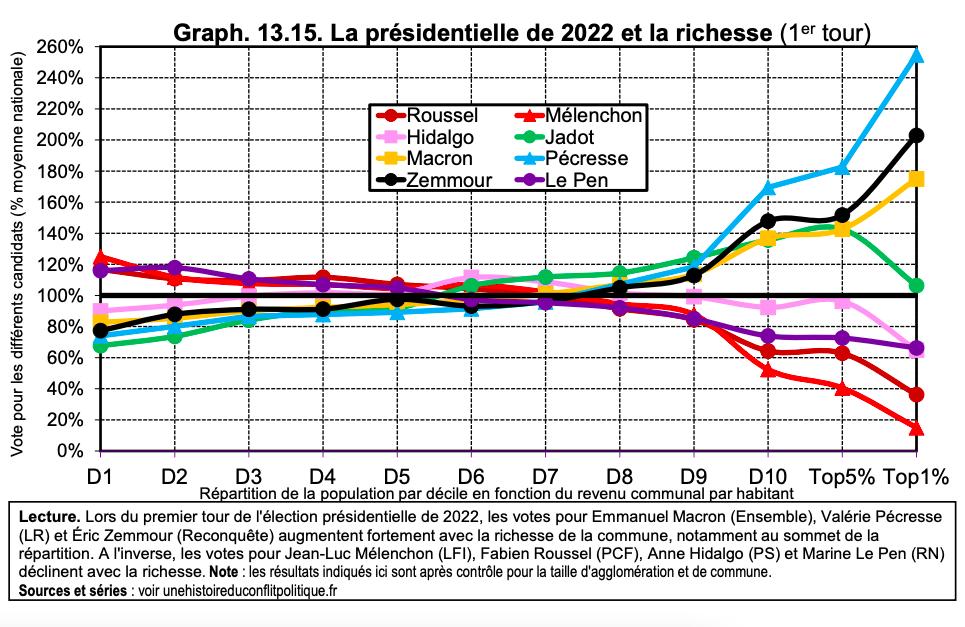 Graph. 13.15. La présidentielle de 2022 et la richesse (1er tour)
Vote pour les différents candidats (% moyenne nationale)
260%
240%
220%
200%
180%
160%
140%
120%
100%
80%
60%
40%
20%
0%
Roussel Mélenchon
Hidalgo Jadot
Macron Pécresse
Zemmour Le Pen
D1 D2 D3 D4 D5 D6 D7 D8 D9 D10 Top5% Top1%
Répartition de la population par décile en fonction du revenu communal par habitant
Lecture. Lors du premier tour de l'élection présidentielle de 2022, les votes pour Emmanuel Macron (Ensemble), Valérie Pécresse
(LR) et Éric Zemmour (Reconquête) augmentent fortement avec la richesse de la commune, notamment au sommet de la
répartition. A l'inverse, les votes pour Jean-Luc Mélenchon (LFI), Fabien Roussel (PCF), Anne Hidalgo (PS) et Marine Le Pen (RN)
déclinent avec la richesse. Note : les résultats indiqués ici sont après contrôle pour la taille d'agglomération et de commune.
Sources et séries : voir unehistoireduconflitpolitique.fr